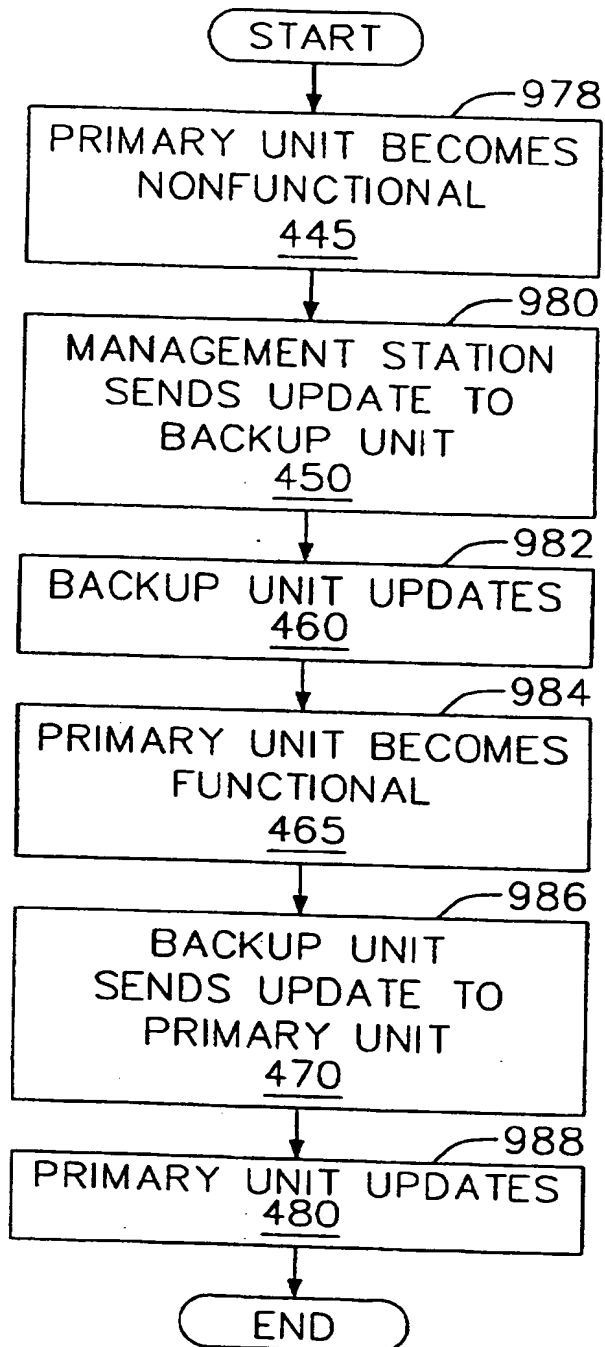 START
978
PRIMARY UNIT BECOMES
NONFUNCTIONAL
445
980
MANAGEMENT STATION
SENDS UPDATE TO
BACKUP UNIT
450
982
BACKUP UNIT UPDATES
460
984
PRIMARY UNIT BECOMES
FUNCTIONAL
465
986
BACKUP UNIT
SENDS UPDATE TO
PRIMARY UNIT
470
988
PRIMARY UNIT UPDATES
480
END